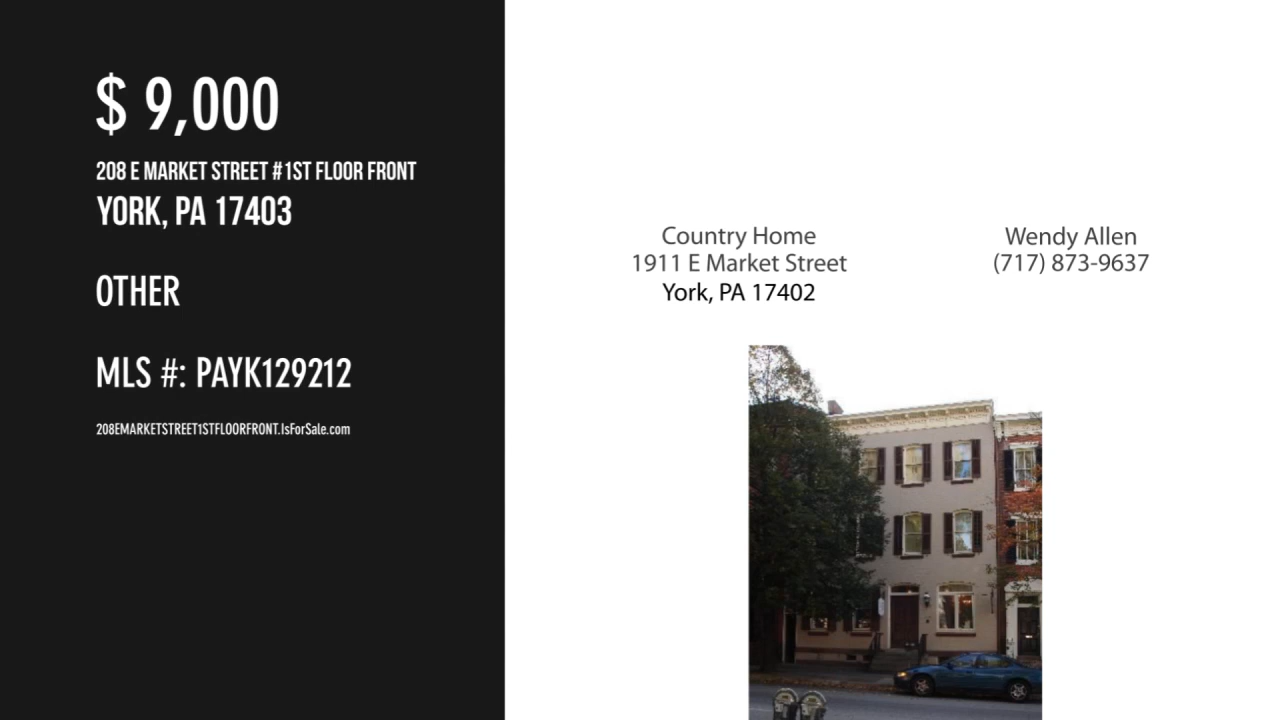 $ 9,000
208 E MARKET STREET #1ST FLOOR FRONT
YORK, PA 17403
OTHER
MLS #: PAYK129212
208EMARKETSTREET1STFLOORFRONT.IsForSale.com
Country Home
1911 E Market Street
York, PA 17402
Wendy Allen
(717) 873-9637